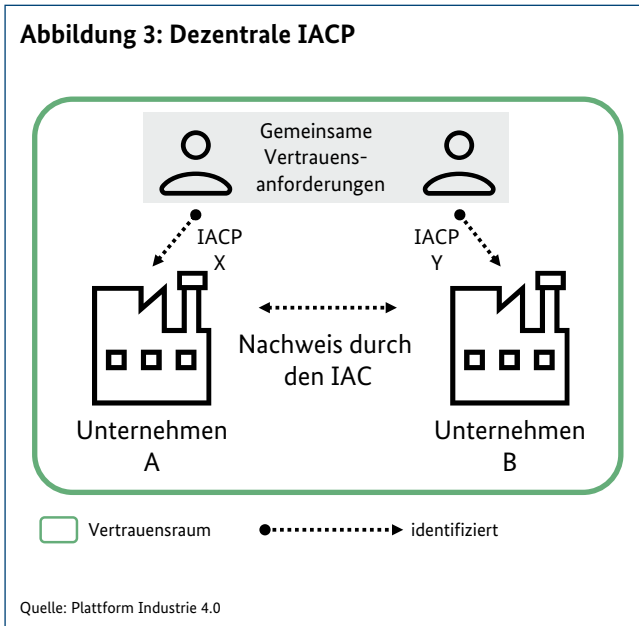 Abbildung 3: Dezentrale IACP
Gemeinsame
Vertrauens-
anforderungen
IACP
X
IACP
Y
Nachweis durch
den IAC
Unternehmen
A
Unternehmen
B
Vertrauensraum
identifiziert
Quelle: Plattform Industrie 4.0